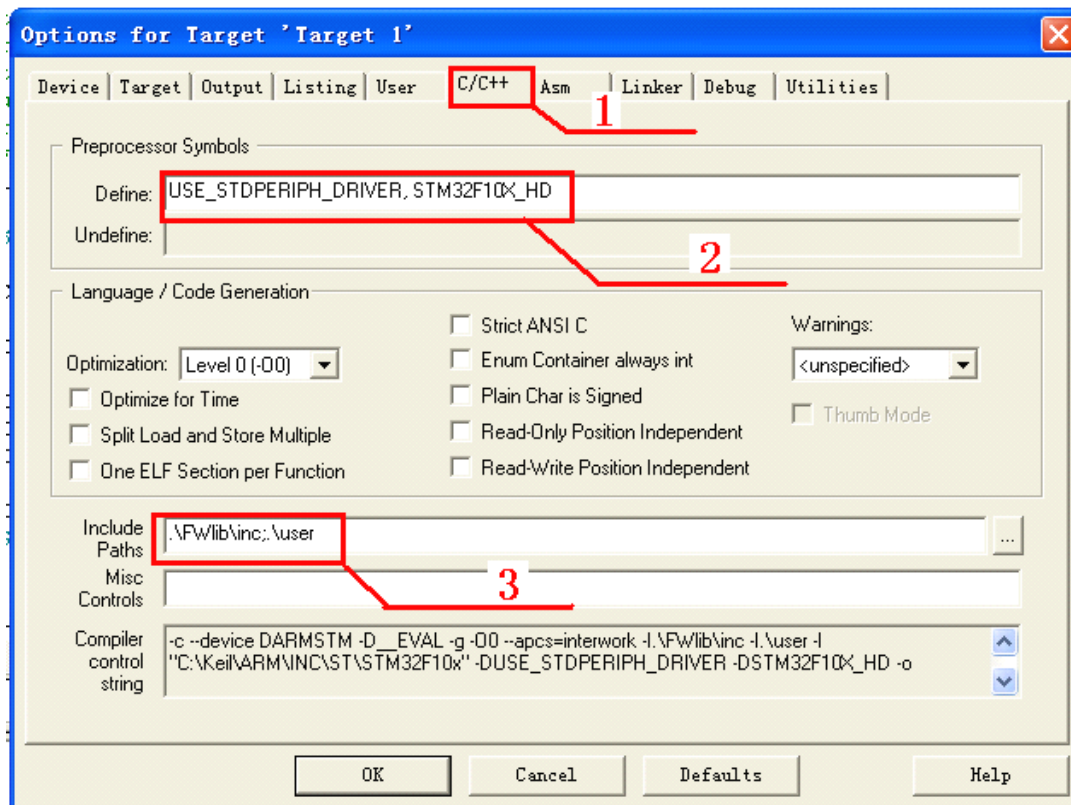 Options for Target 'Target 1'
Device Target Output Listing User C/C++ Asm Linker Debug Utilities
1
Preprocessor Symbols
Define: USE_STDPERIPH_DRIVER, STM32F10X_HD
Undefine:
2
Language / Code Generation
Strict ANSI C Warnings:
Optimization: Level 0 (-O0) Enum Container always int <unspecified>
Optimize for Time Plain Char is Signed Thumb Mode
Split Load and Store Multiple Read-Only Position Independent
One ELF Section per Function Read-Write Position Independent
Include Paths .\FWlib\inc;.\user ...
Misc Controls 3
Compiler control string -c --device DARMSTM -D__EVAL -g -O0 --apcs=interwork -I.\FWlib\inc -I.\user -I
"C:\Keil\ARM\INC\ST\STM32F10x" -DUSE_STDPERIPH_DRIVER -DSTM32F10X_HD -o
OK Cancel Defaults Help